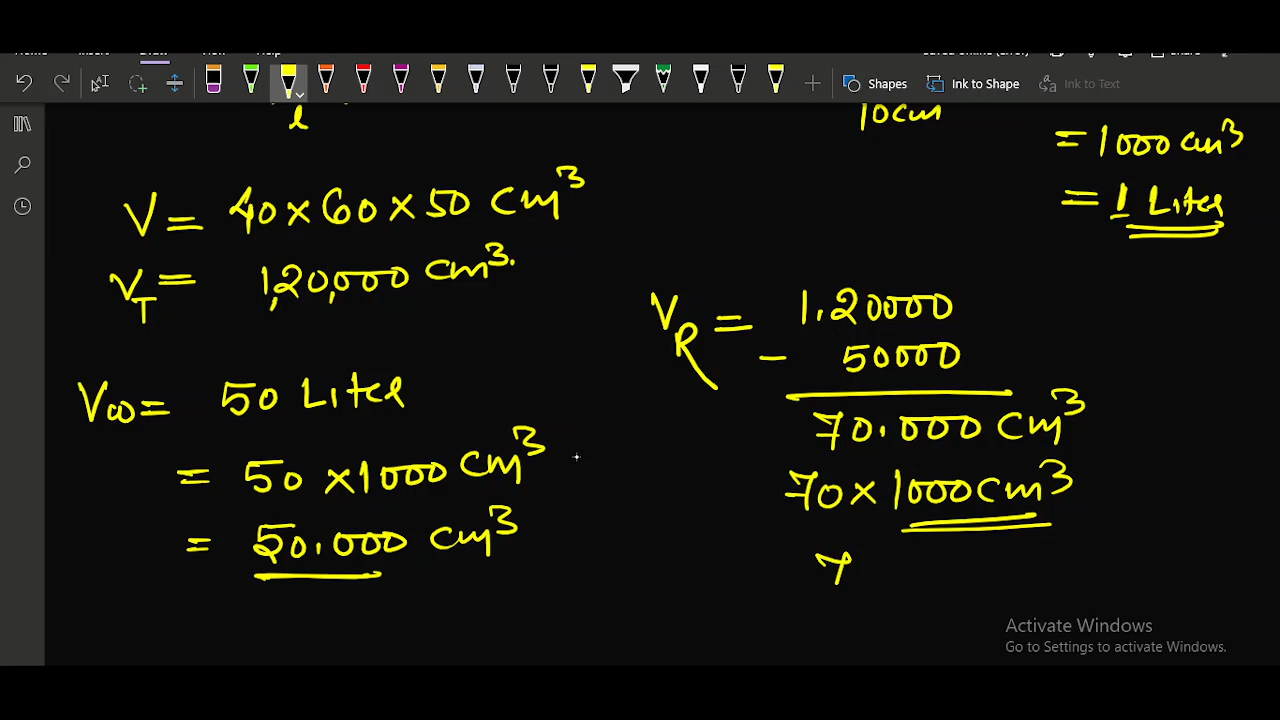 Shapes
Ink to Shape
Ink to Text
l
10cm
= 1000 cm³
= 1 Liter
V = 40 × 60 × 50 cm³
V_T = 1,20,000 cm³.
V_R = 1.20000
- 50000
70.000 cm³
70 × 1000 cm³
7
Vω = 50 Liter
= 50 × 1000 cm³
= 50.000 cm³
Activate Windows
Go to Settings to activate Windows.